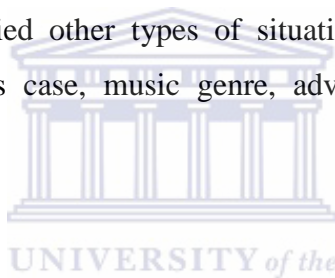 ied other types of situati
s case, music genre, adv
UNIVERSITY of the